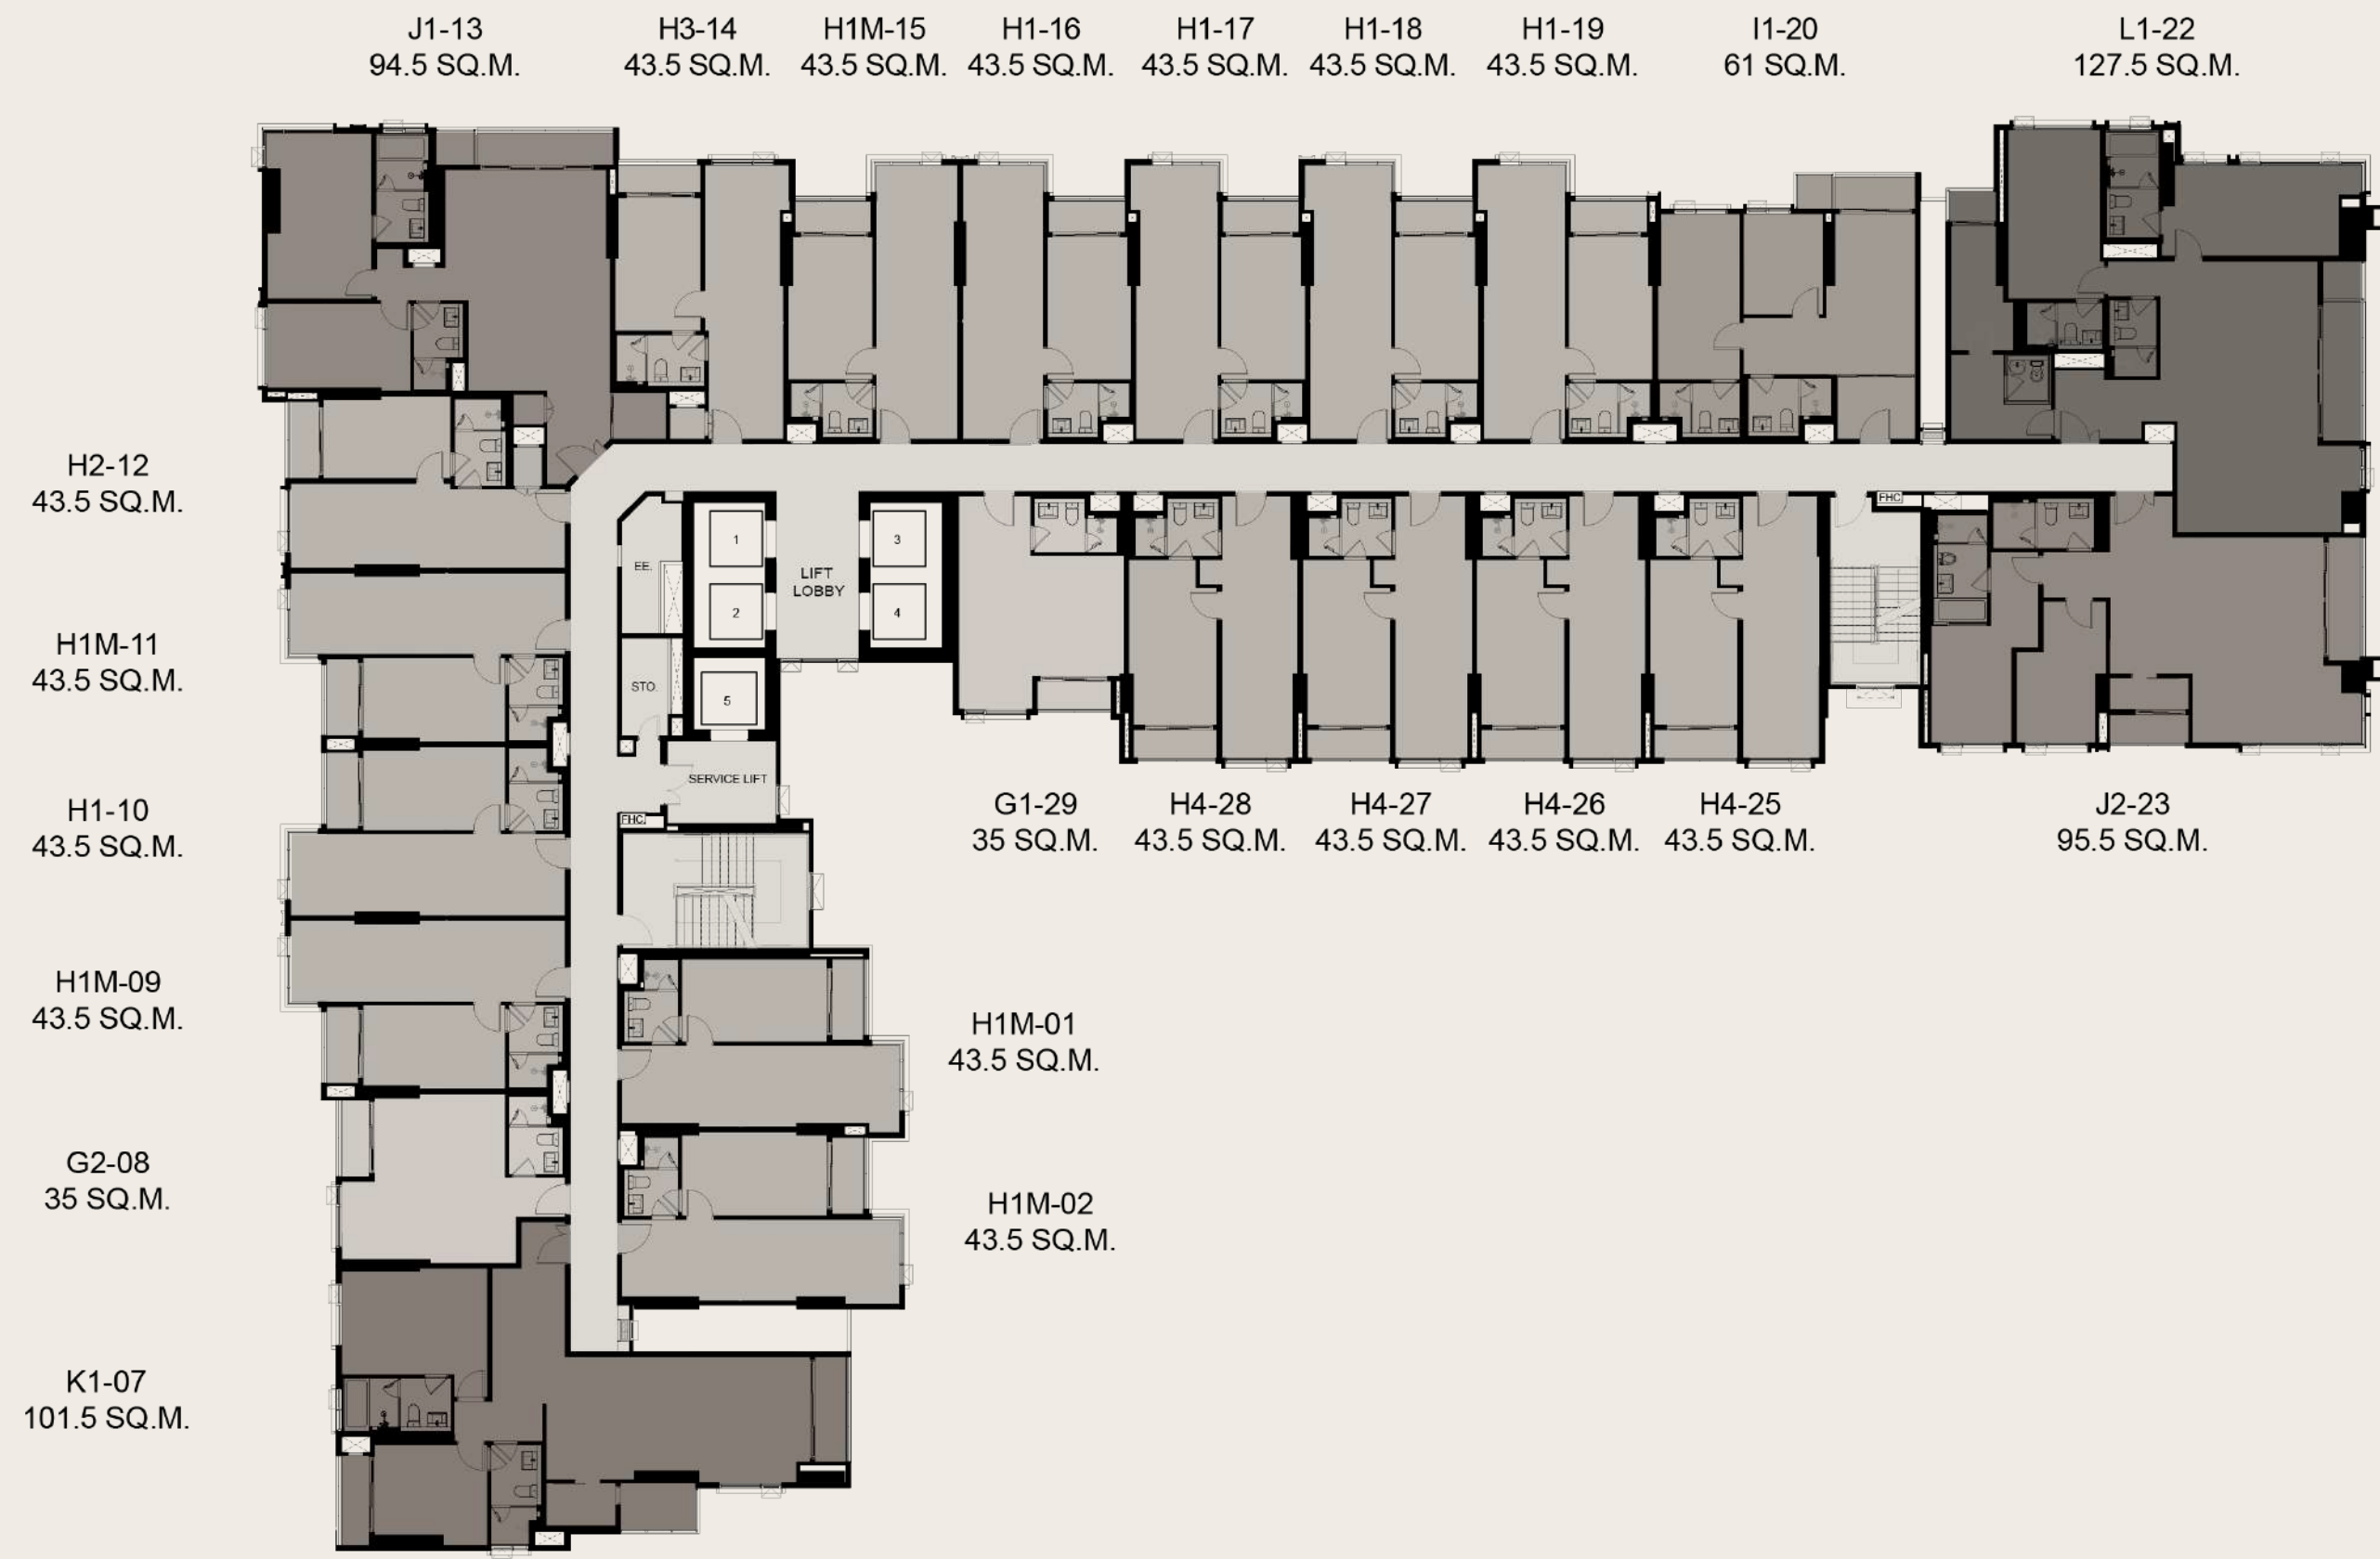 J1-13
94.5 SQ.M.
H3-14
43.5 SQ.M.
H1M-15
43.5 SQ.M.
H1-16
43.5 SQ.M.
H1-17
43.5 SQ.M.
H1-18
43.5 SQ.M.
H1-19
43.5 SQ.M.
I1-20
61 SQ.M.
L1-22
127.5 SQ.M.
H2-12
43.5 SQ.M.
H1M-11
43.5 SQ.M.
H1-10
43.5 SQ.M.
H1M-09
43.5 SQ.M.
G2-08
35 SQ.M.
K1-07
101.5 SQ.M.
EE.
1
2
3
4
LIFT
LOBBY
STO.
5
SERVICE LIFT
FHC
FHC
G1-29
35 SQ.M.
H4-28
43.5 SQ.M.
H4-27
43.5 SQ.M.
H4-26
43.5 SQ.M.
H4-25
43.5 SQ.M.
J2-23
95.5 SQ.M.
H1M-01
43.5 SQ.M.
H1M-02
43.5 SQ.M.